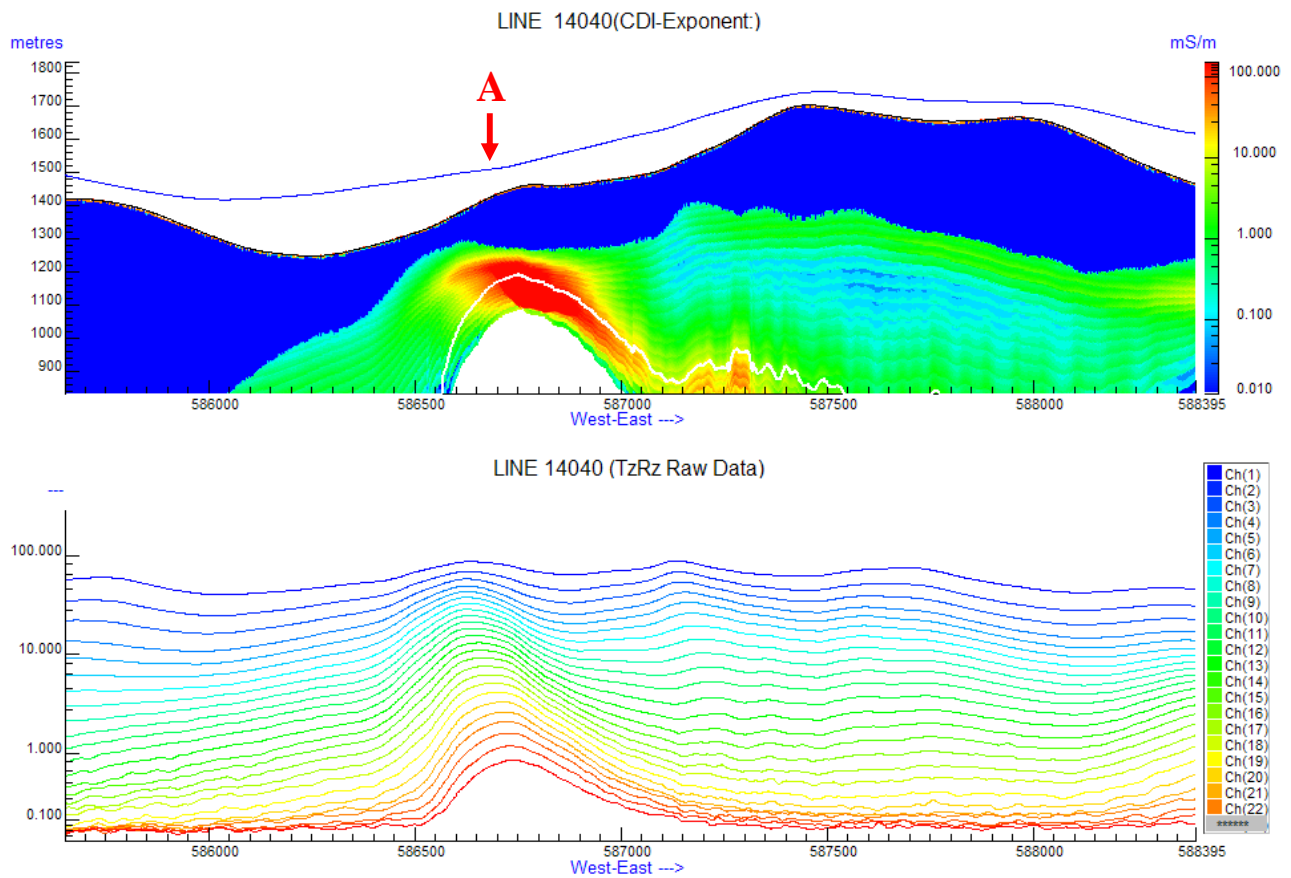 LINE 14040(CDI-Exponent:)
metres
mS/m
1800
1700
1600
1500
1400
1300
1200
1100
1000
900
A
100.000
10.000
1.000
0.100
0.010
586000
586500
587000
587500
588000
588395
West-East --->
LINE 14040 (TzRz Raw Data)
---
100.000
10.000
1.000
0.100
586000
586500
587000
587500
588000
588395
West-East --->
Ch(1)
Ch(2)
Ch(3)
Ch(4)
Ch(5)
Ch(6)
Ch(7)
Ch(8)
Ch(9)
Ch(10)
Ch(11)
Ch(12)
Ch(13)
Ch(14)
Ch(15)
Ch(16)
Ch(17)
Ch(18)
Ch(19)
Ch(20)
Ch(21)
Ch(22)
******